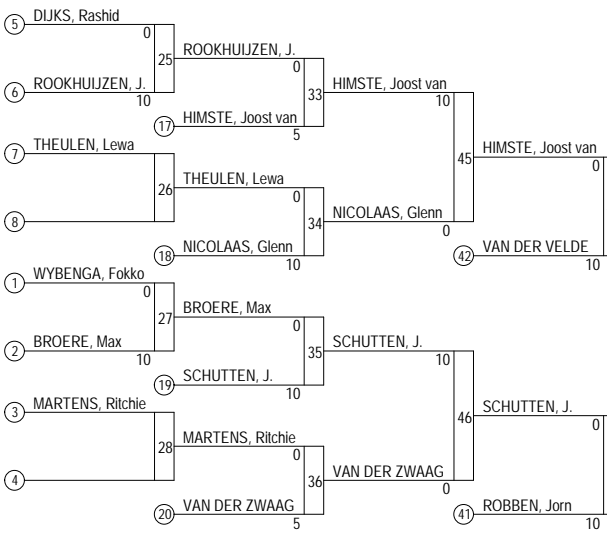 5 DIJKS, Rashid
0
25 ROOKHUIJZEN, J.
0
6 ROOKHUIJZEN, J.
10
33 HIMSTE, Joost van
10
17 HIMSTE, Joost van
5
7 THEULEN, Lewa
45 HIMSTE, Joost van
0
26 THEULEN, Lewa
0
8
34 NICOLAAS, Glenn
0
18 NICOLAAS, Glenn
10
42 VAN DER VELDE
10
1 WYBENGA, Fokko
0
27 BROERE, Max
0
2 BROERE, Max
10
35 SCHUTTEN, J.
10
19 SCHUTTEN, J.
10
3 MARTENS, Ritchie
46 SCHUTTEN, J.
0
28 MARTENS, Ritchie
0
4
36 VAN DER ZWAAG
0
20 VAN DER ZWAAG
5
41 ROBBEN, Jorn
10